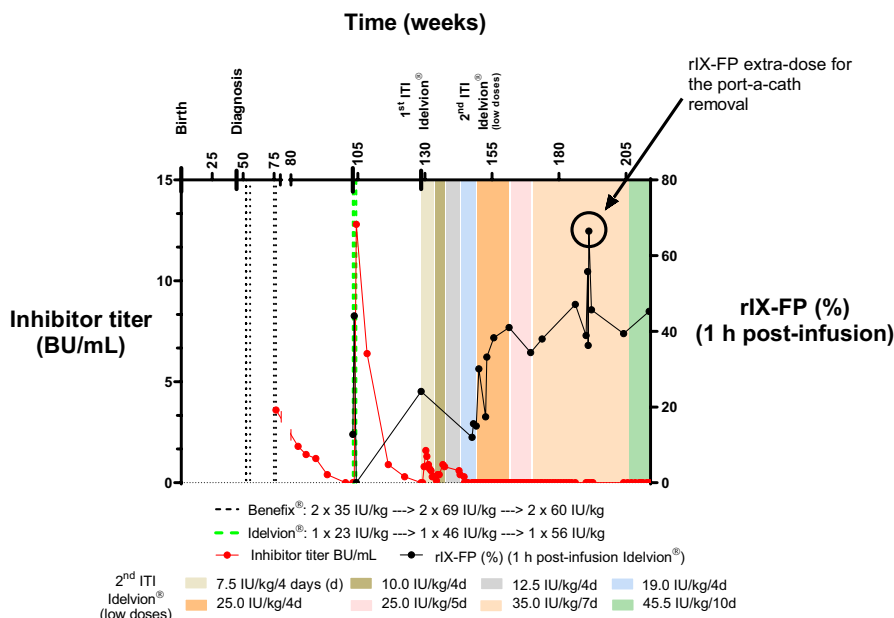 Time (weeks)
rIX-FP extra-dose for
the port-a-cath
removal
Birth
Diagnosis
1st ITI
Idelvion®
2nd ITI
Idelvion®
(low doses)
25 50 75 80 105 130 155 180 205
15
10
5
0
80
60
40
20
0
Inhibitor titer
(BU/mL)
rIX-FP (%)
(1 h post-infusion)
Benefix®: 2 x 35 IU/kg ---> 2 x 69 IU/kg ---> 2 x 60 IU/kg
Idelvion®: 1 x 23 IU/kg ---> 1 x 46 IU/kg ---> 1 x 56 IU/kg
Inhibitor titer BU/mL rIX-FP (%) (1 h post-infusion Idelvion®)
2nd ITI
Idelvion®
(low doses)
7.5 IU/kg/4 days (d) 10.0 IU/kg/4d 12.5 IU/kg/4d 19.0 IU/kg/4d
25.0 IU/kg/4d 25.0 IU/kg/5d 35.0 IU/kg/7d 45.5 IU/kg/10d